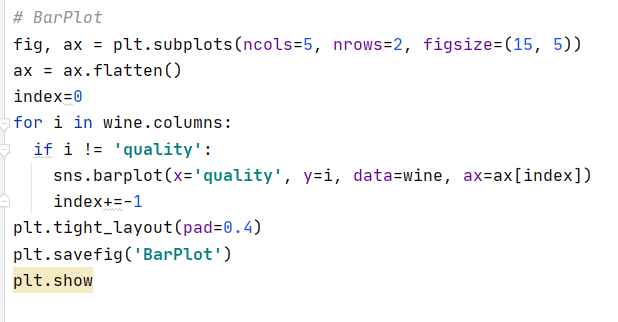 # BarPlot
fig, ax = plt.subplots(ncols=5, nrows=2, figsize=(15, 5))
ax = ax.flatten()
index=0
for i in wine.columns:
  if i != 'quality':
    sns.barplot(x='quality', y=i, data=wine, ax=ax[index])
    index+=-1
plt.tight_layout(pad=0.4)
plt.savefig('BarPlot')
plt.show